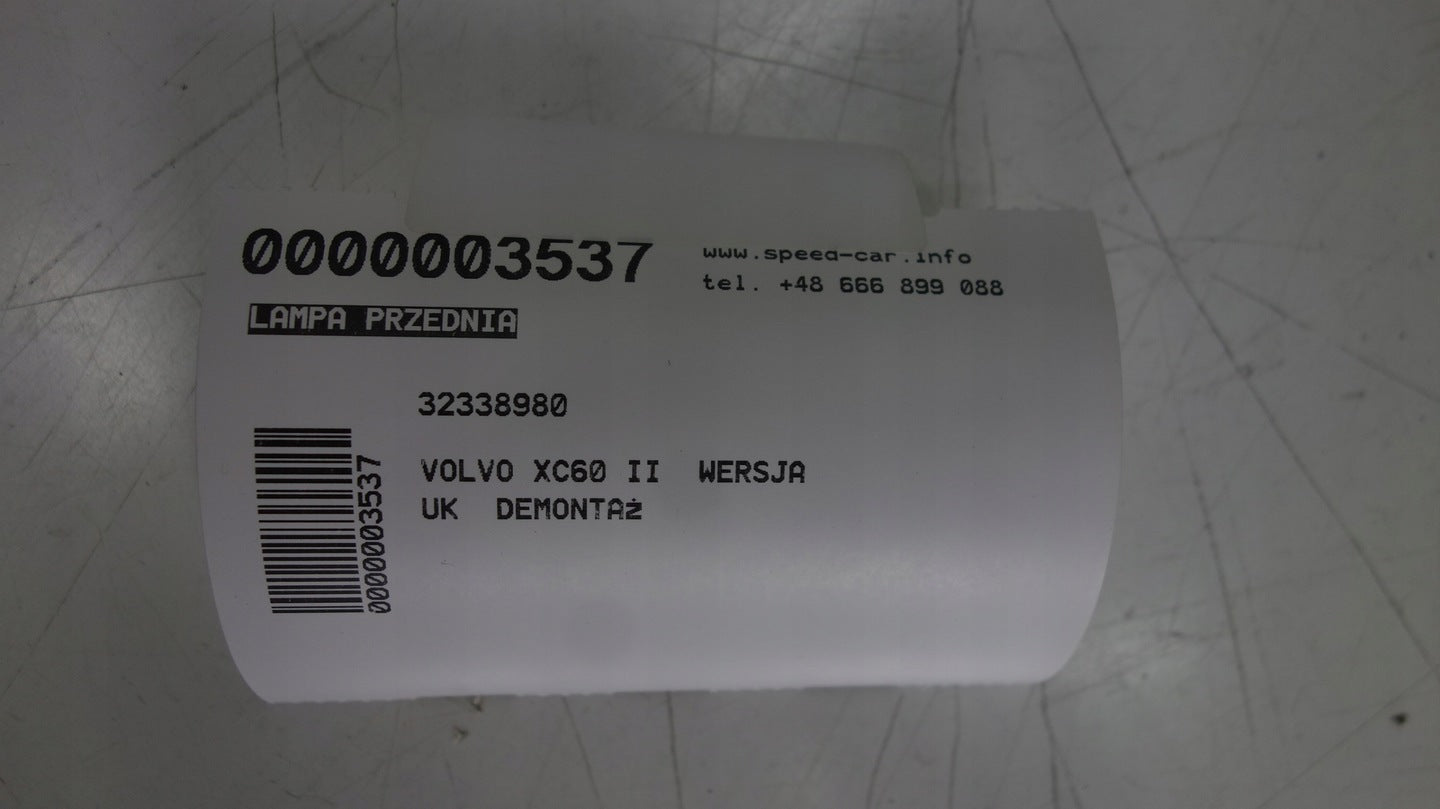 0000003537
www.speed-car.info
tel. +48 666 899 088
LAMPA PRZEDNIA
32338980
VOLVO XC60 II WERSJA
UK DEMONTAż
0000003537